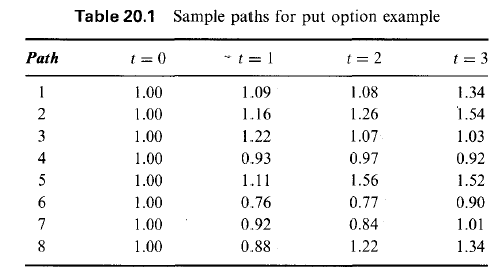 Table 20.1 Sample paths for put option example
Path t = 0 t = 1 t = 2 t = 3
1 1.00 1.09 1.08 1.34
2 1.00 1.16 1.26 1.54
3 1.00 1.22 1.07 1.03
4 1.00 0.93 0.97 0.92
5 1.00 1.11 1.56 1.52
6 1.00 0.76 0.77 0.90
7 1.00 0.92 0.84 1.01
8 1.00 0.88 1.22 1.34